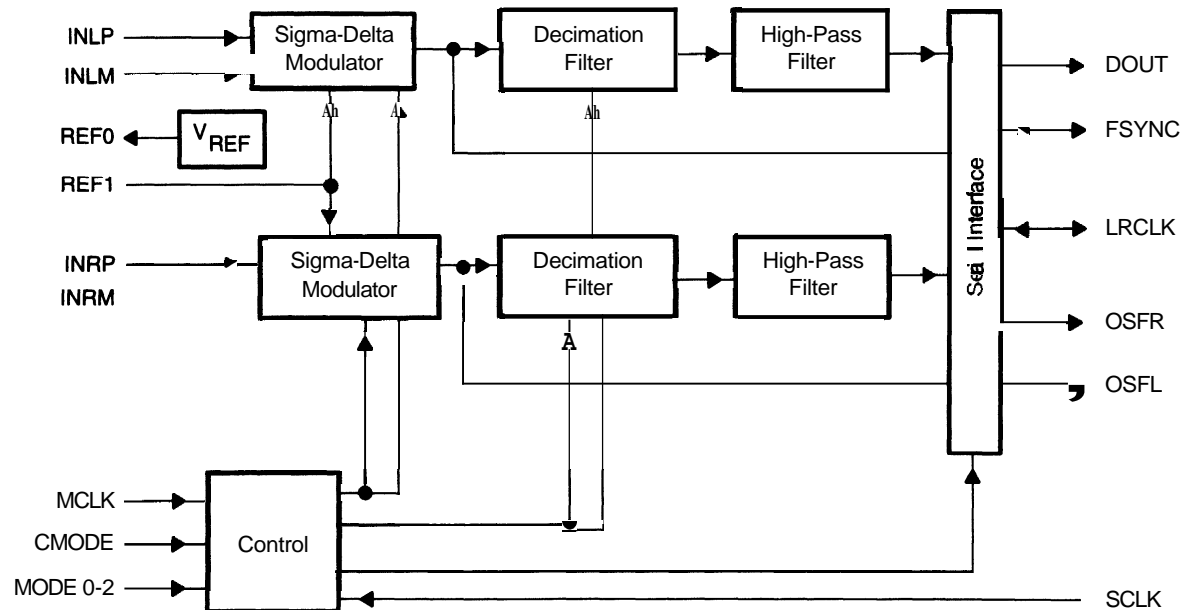 INLP
Sigma-Delta
Modulator
Decimation
Filter
High-Pass
Filter
DOUT
INLM
REF0
VREF
FSYNC
REF1
INRP
INRM
Sigma-Delta
Modulator
Decimation
Filter
High-Pass
Filter
LRCLK
OSFR
OSFL
MCLK
CMODE
MODE 0-2
Control
SCLK